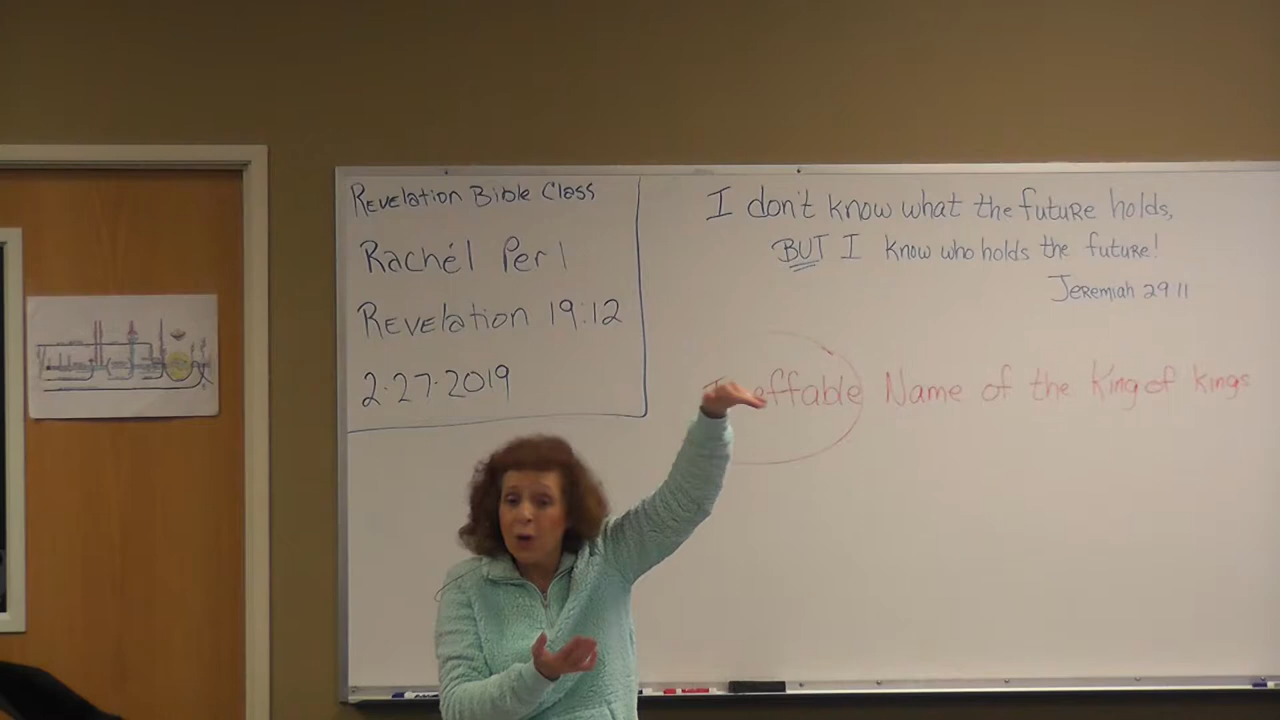 Revelation Bible Class
Rachél Perl
Revelation 19:12
2-27-2019
I don't know what the future holds,
BUT I know who holds the future!
Jeremiah 29 11
effable Name of the King of kings